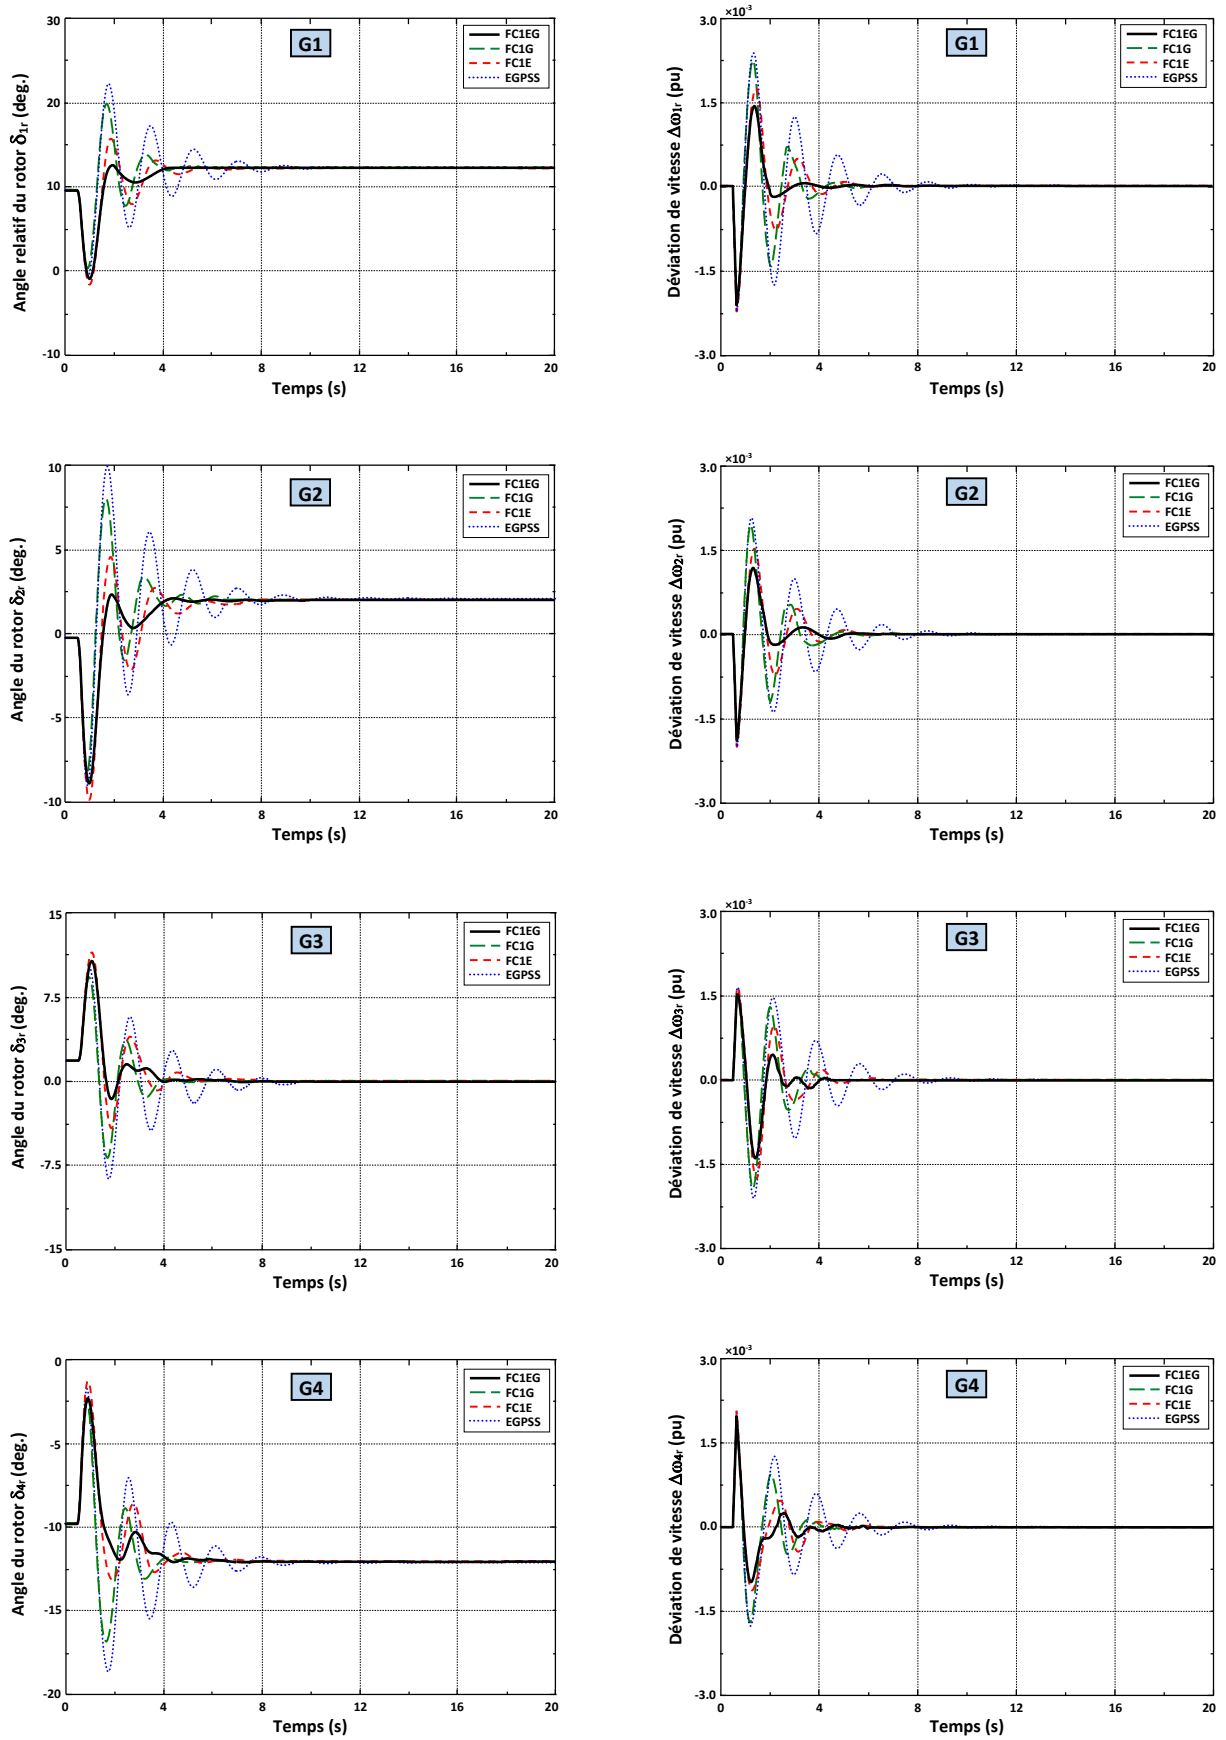 30
20
10
0
-10
0 4 8 12 16 20
Temps (s)
Angle relatif du rotor δ1r (deg.)
G1
FC1EG
FC1G
FC1E
EGPSS
×10-3
3.0
1.5
0.0
-1.5
-3.0
0 4 8 12 16 20
Temps (s)
Déviation de vitesse Δω1r (pu)
G1
FC1EG
FC1G
FC1E
EGPSS
10
5
0
-5
-10
0 4 8 12 16 20
Temps (s)
Angle du rotor δ2r (deg.)
G2
FC1EG
FC1G
FC1E
EGPSS
×10-3
3.0
1.5
0.0
-1.5
-3.0
0 4 8 12 16 20
Temps (s)
Déviation de vitesse Δω2r (pu)
G2
FC1EG
FC1G
FC1E
EGPSS
15
7.5
0.0
-7.5
-15
0 4 8 12 16 20
Temps (s)
Angle du rotor δ3r (deg.)
G3
FC1EG
FC1G
FC1E
EGPSS
×10-3
3.0
1.5
0.0
-1.5
-3.0
0 4 8 12 16 20
Temps (s)
Déviation de vitesse Δω3r (pu)
G3
FC1EG
FC1G
FC1E
EGPSS
0
-5
-10
-15
-20
0 4 8 12 16 20
Temps (s)
Angle du rotor δ4r (deg.)
G4
FC1EG
FC1G
FC1E
EGPSS
×10-3
3.0
1.5
0.0
-1.5
-3.0
0 4 8 12 16 20
Temps (s)
Déviation de vitesse Δω4r (pu)
G4
FC1EG
FC1G
FC1E
EGPSS